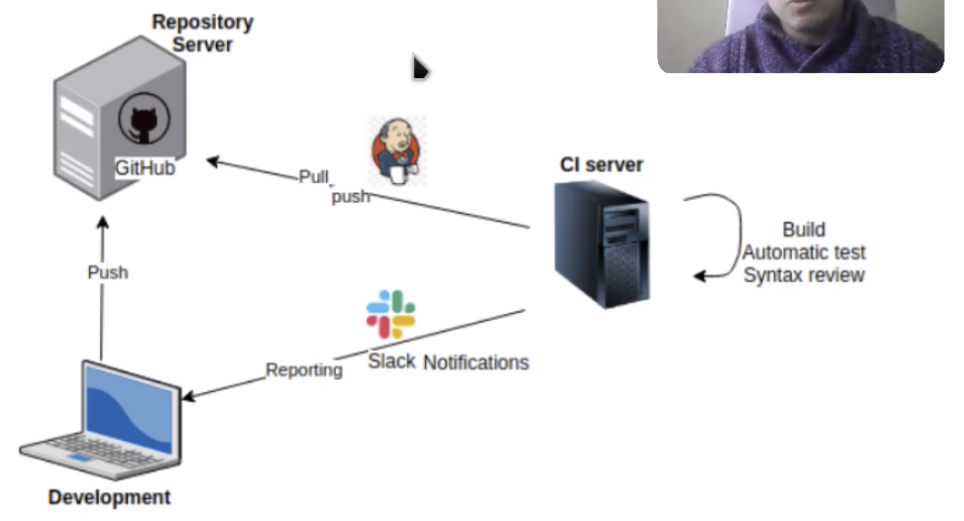 Repository
Server
GitHub
Pull
push
CI server
Build
Automatic test
Syntax review
Push
Reporting
Slack Notifications
Development